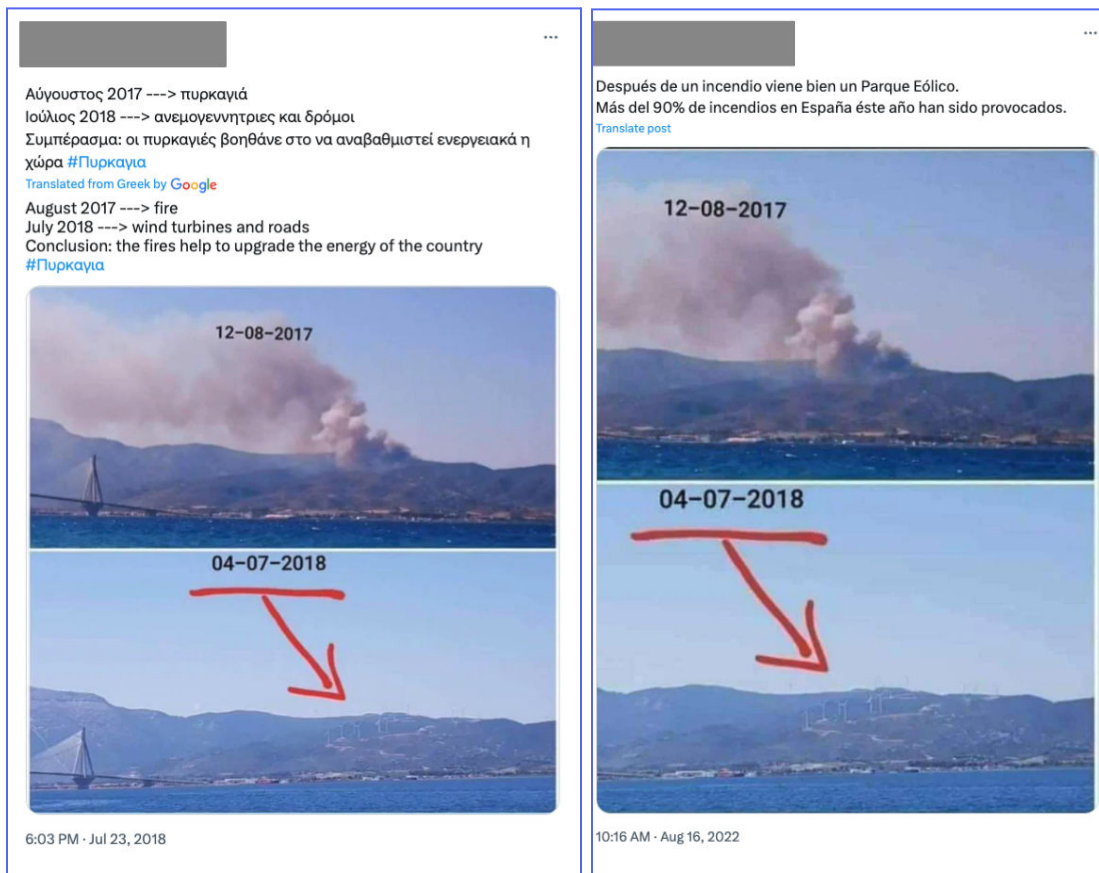 Αύγουστος 2017 ---> πυρκαγιά
Ιούλιος 2018 ---> ανεμογεννητριες και δρόμοι
Συμπέρασμα: οι πυρκαγιές βοηθάνε στο να αναβαθμιστεί ενεργειακά η
χώρα #Πυρκαγια
Translated from Greek by Google
August 2017 ---> fire
July 2018 ---> wind turbines and roads
Conclusion: the fires help to upgrade the energy of the country
#Πυρκαγια
12-08-2017
04-07-2018
6:03 PM · Jul 23, 2018
Después de un incendio viene bien un Parque Eólico.
Más del 90% de incendios en España éste año han sido provocados.
Translate post
12-08-2017
04-07-2018
10:16 AM · Aug 16, 2022